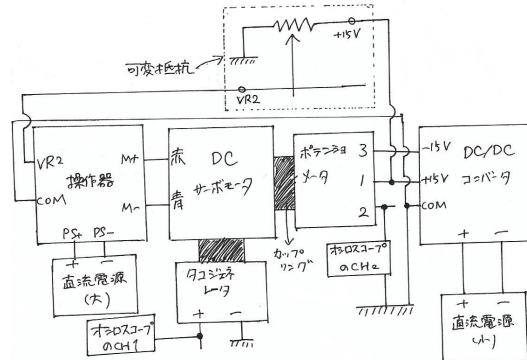 +15V
可変抵抗
VR2
VR2
COM
操作器
M+
M-
PS+ PS-
赤
青
DC
サーボモータ
ポテンショ
メータ
3
1
2
-15V
+15V
COM
DC/DC
コンバータ
カップ
リング
オシロスコープ
のCH2
+ -
直流電源
(大)
タコジェネ
レータ
+ -
オシロスコープ
のCH1
+ -
直流電源
(小)